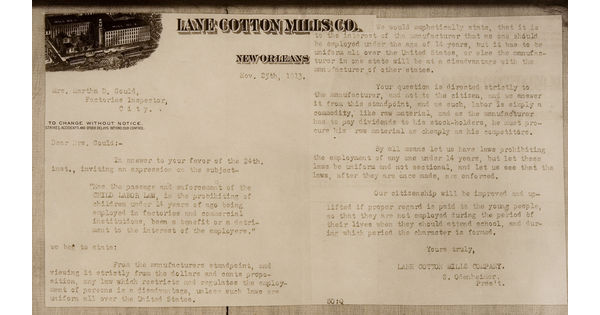 LANE COTTON MILLS CO.
NEW ORLEANS
Nov. 25th, 1913.
Mrs. Martha D. Gould,
Factories Inspector,
City.
TO CHANGE WITHOUT NOTICE.
STRIKES, ACCIDENTS AND OTHER DELAYS BEYOND OUR CONTROL.
Dear Mrs. Gould:-
In answer to your favor of the 24th.
inst., inviting an expression on the subject-
"Has the passage and enforcement of the
CHILD LABOR LAW, in the prohibiting of
children under 14 years of age being
employed in factories and commercial
institutions, been a benefit or a detri-
ment to the interest of the employers."
we beg to state:
From the manufacturers standpoint, and
viewing it strictly from the dollars and cents propo-
sition, any law which restricts and regulates the employ-
ment of persons is a disadvantage, unless such laws are
uniform all over the United States.
We would emphatically state, that it is
to the interest of the manufacturer that no one should
be employed under the age of 14 years, but it has to be
uniform all over the United States, or else the manufac-
turer in one state will be at a disadvantage with the
manufacturer of other states.
Your question is directed strictly to
the manufacturer, and not to the citizen, and we answer
it from this standpoint, and as such, labor is simply a
commodity, like raw material, and as the manufacturer
has to pay dividends to his stock-holders, he must pro-
cure his raw material as cheaply as his competitors.
By all means let us have laws prohibiting
the employment of any one under 14 years, but let these
laws be uniform and not sectional, and let us see that the
laws, after they are once made, are enforced.
Our citizenship will be improved and up-
lifted if proper regard is paid to the young people,
so that they are not employed during the period of
their lives when they should attend school, and dur-
ing which period the character is formed.
Yours truly,
LANE COTTON MILLS COMPANY.
S. Odenheimer.
Pres't.
SO:Q